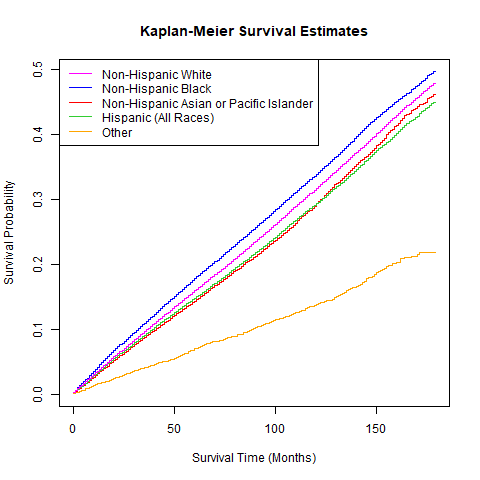 Kaplan-Meier Survival Estimates
Non-Hispanic White
Non-Hispanic Black
Non-Hispanic Asian or Pacific Islander
Hispanic (All Races)
Other
Survival Probability
0.5
0.4
0.3
0.2
0.1
0.0
0
50
100
150
Survival Time (Months)